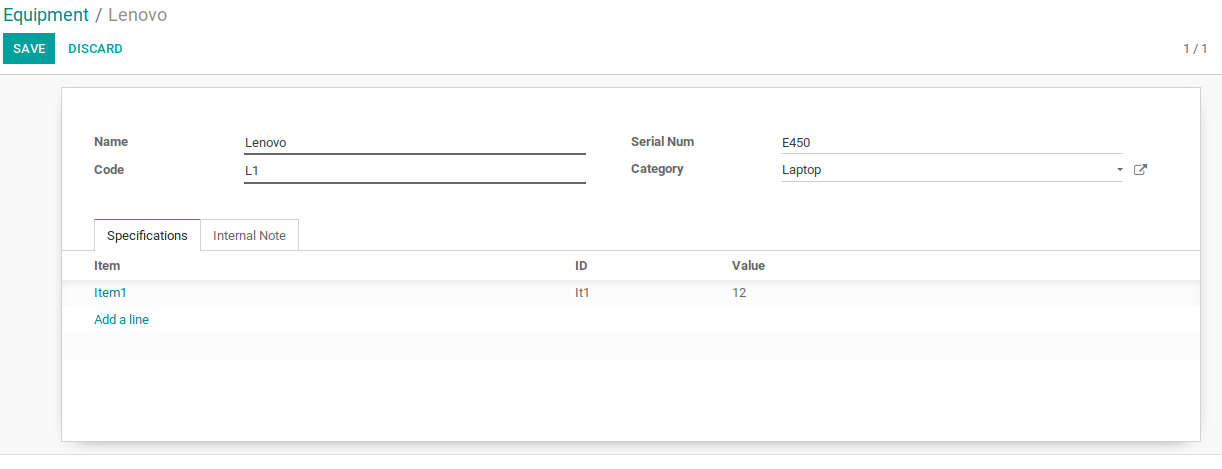 Equipment / Lenovo
SAVE DISCARD 1 / 1
Name Lenovo Serial Num E450
Code L1 Category Laptop
Specifications Internal Note
Item ID Value
Item1 It1 12
Add a line